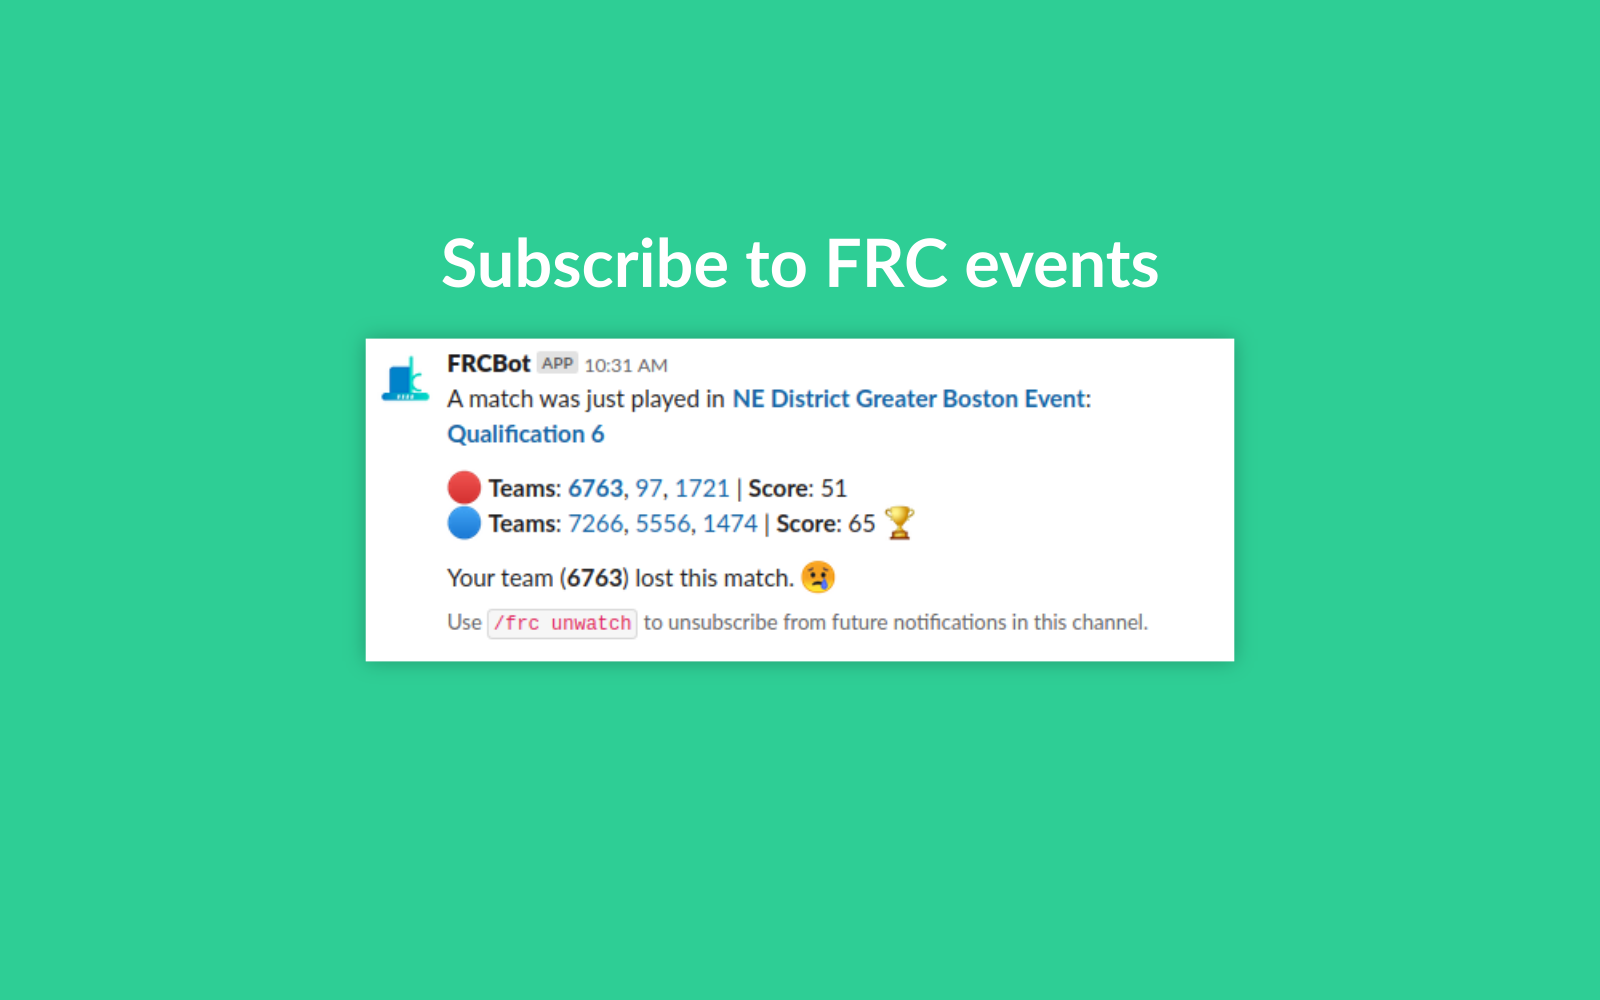 Subscribe to FRC events
FRCBot APP 10:31 AM
A match was just played in NE District Greater Boston Event:
Qualification 6
Teams: 6763, 97, 1721 | Score: 51
Teams: 7266, 5556, 1474 | Score: 65
Your team (6763) lost this match.
Use /frc unwatch to unsubscribe from future notifications in this channel.